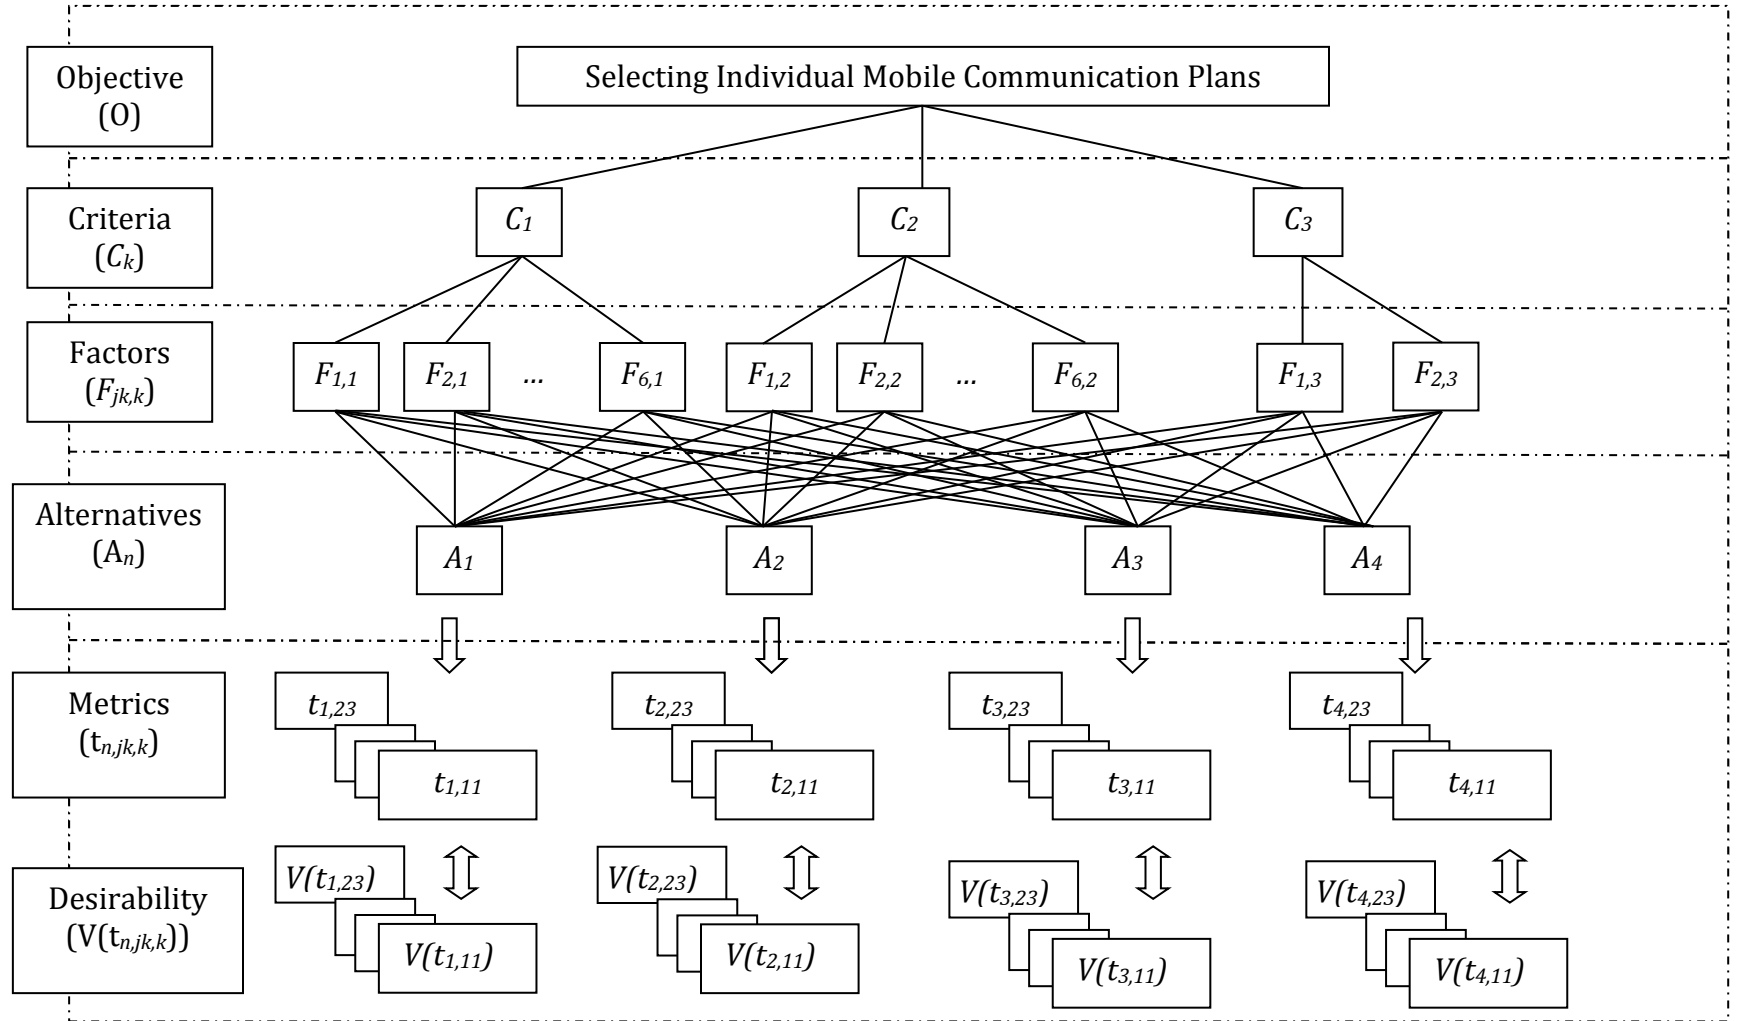 Objective
(O)
Selecting Individual Mobile Communication Plans
Criteria
(Ck)
C1
C2
C3
Factors
(Fjk,k)
F1,1
F2,1
...
F6,1
F1,2
F2,2
...
F6,2
F1,3
F2,3
Alternatives
(An)
A1
A2
A3
A4
Metrics
(tn,jk,k)
t1,23
t2,23
t3,23
t4,23
t1,11
t2,11
t3,11
t4,11
Desirability
(V(tn,jk,k))
V(t1,23)
V(t2,23)
V(t3,23)
V(t4,23)
V(t1,11)
V(t2,11)
V(t3,11)
V(t4,11)